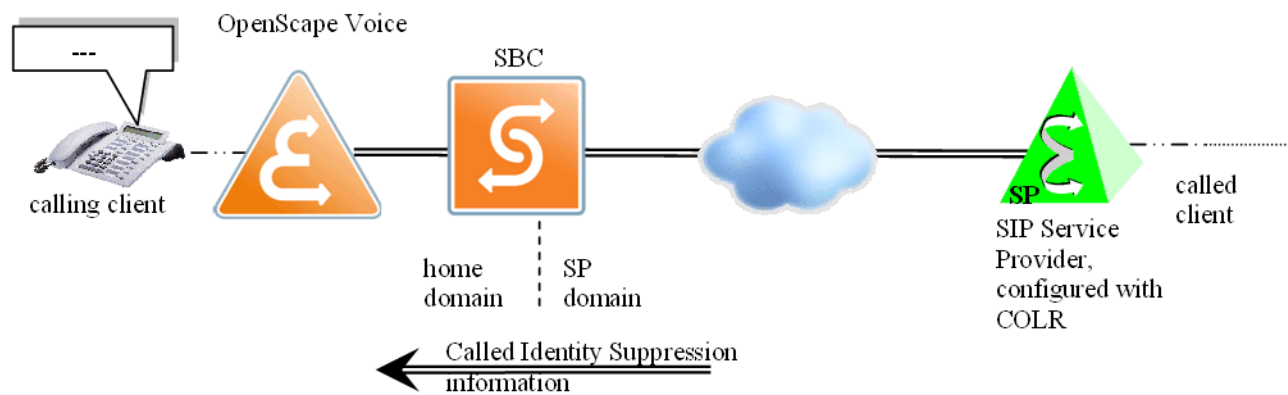 OpenScape Voice
---
SBC
calling client
SP
called
client
SIP Service
Provider,
configured with
COLR
home
domain
SP
domain
Called Identity Suppression
information